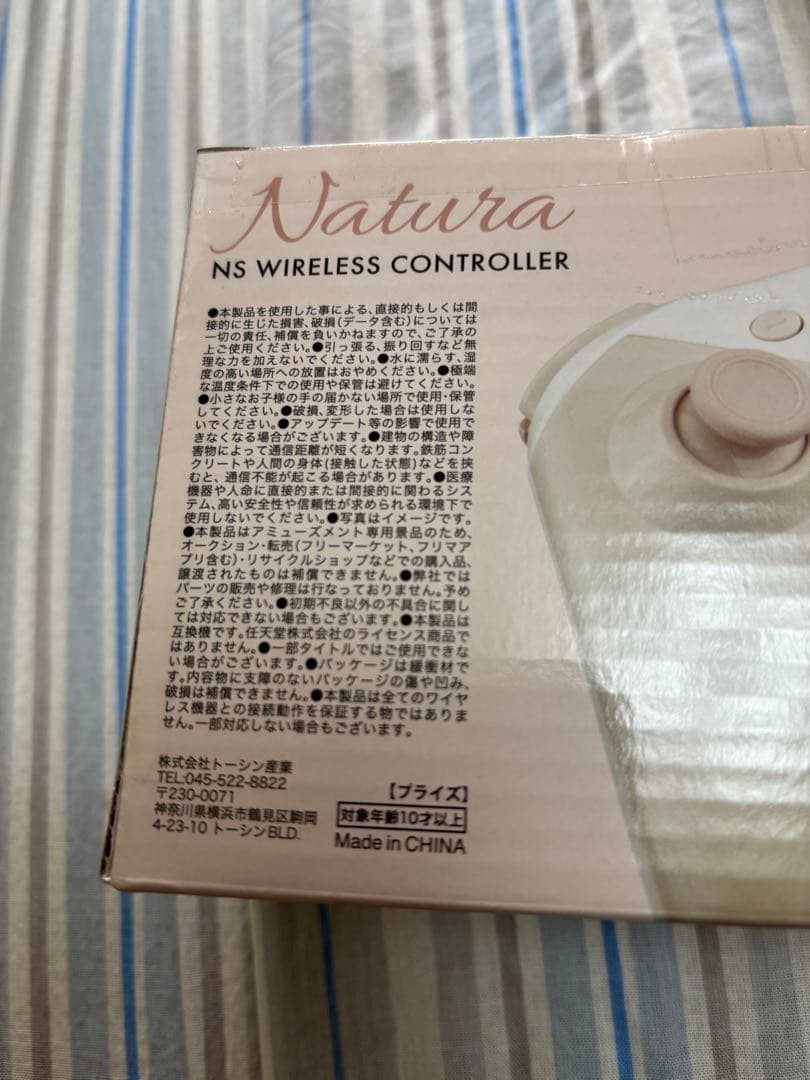 Natura
NS WIRELESS CONTROLLER
●本製品を使用した事による、直接的もしくは間
接的に生じた損害、破損(データ含む)については
一切の責任、補償を負いかねますので、ご了承の
上ご使用ください。●引っ張る、振り回すなど無
理な力を加えないでください。●水に濡らす、湿
度の高い場所への放置はおやめください。●極端
な温度条件下での使用や保管は避けてください。
●小さなお子様の手の届かない場所で使用・保管
してください。●破損、変形した場合は使用しな
いでください。●アップデート等の影響で使用で
きなくなる場合がございます。●建物の構造や障
害物によって通信距離が短くなります。鉄筋コン
クリートや人間の身体(接触した状態)などを挟
むと、通信不能が起こる場合があります。●医療
機器や人命に直接的または間接的に関わるシス
テム、高い安全性や信頼性が求められる環境下で
使用しないでください。●写真はイメージです。
●本製品はアミューズメント専用景品のため、
オークション・転売(フリーマーケット、フリマア
プリ含む)・リサイクルショップなどでの購入品、
譲渡されたものは補償できません。●弊社では
パーツの販売や修理は行なっておりません。予め
ご了承ください。●初期不良以外の不具合に関し
ては対応できない場合もございます。●本製品は
互換機です。任天堂株式会社のライセンス商品で
はありません。●一部タイトルではご使用できな
い場合がございます。●パッケージは緩衝材で
す。内容物に支障のないパッケージの傷や凹み、
破損は補償できません。●本製品は全てのワイヤ
レス機器との接続動作を保証する物ではありま
せん。一部対応しない場合もございます。
株式会社トーシン産業
TEL:045-522-8822
〒230-0071
神奈川県横浜市鶴見区駒岡
4-23-10 トーシンBLD.
【プライズ】
対象年齢10才以上
Made in CHINA